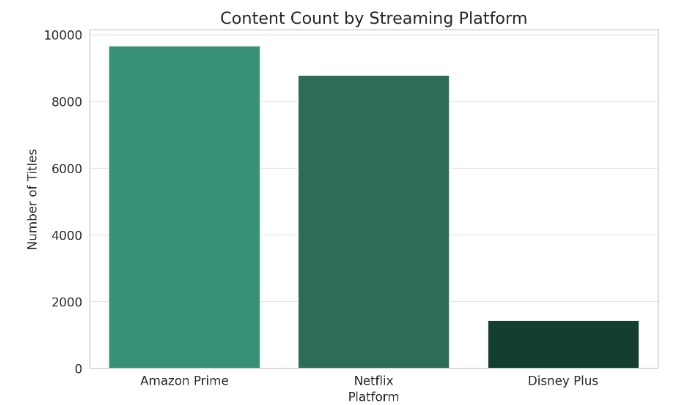 Content Count by Streaming Platform
Number of Titles
10000
8000
6000
4000
2000
0
Amazon Prime
Netflix
Disney Plus
Platform